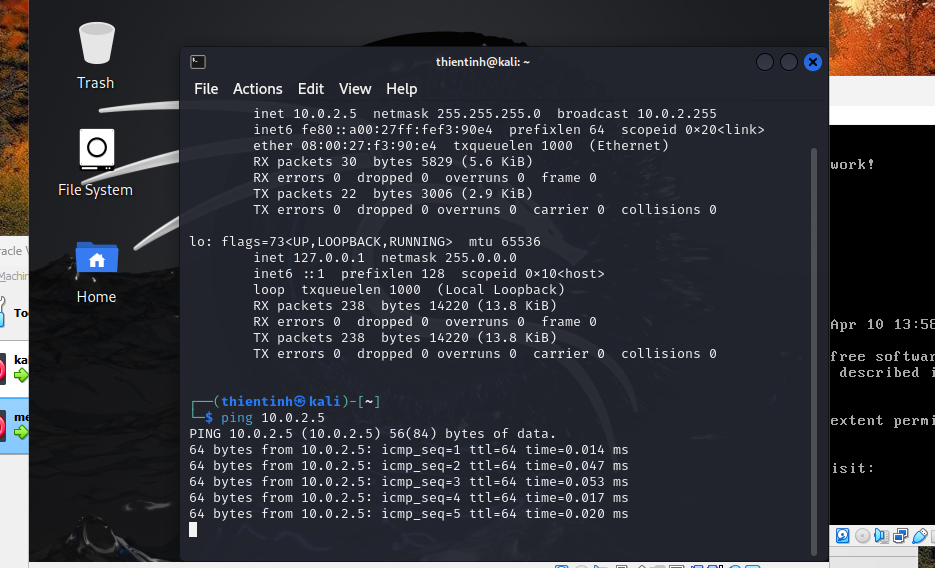 Trash
File System
Home
thientinh@kali: ~
File Actions Edit View Help
inet 10.0.2.5 netmask 255.255.255.0 broadcast 10.0.2.255
inet6 fe80::a00:27ff:fef3:90e4 prefixlen 64 scopeid 0×20<link>
ether 08:00:27:f3:90:e4 txqueuelen 1000 (Ethernet)
RX packets 30 bytes 5829 (5.6 KiB)
RX errors 0 dropped 0 overruns 0 frame 0
TX packets 22 bytes 3006 (2.9 KiB)
TX errors 0 dropped 0 overruns 0 carrier 0 collisions 0
lo: flags=73<UP,LOOPBACK,RUNNING> mtu 65536
inet 127.0.0.1 netmask 255.0.0.0
inet6 ::1 prefixlen 128 scopeid 0×10<host>
loop txqueuelen 1000 (Local Loopback)
RX packets 238 bytes 14220 (13.8 KiB)
RX errors 0 dropped 0 overruns 0 frame 0
TX packets 238 bytes 14220 (13.8 KiB)
TX errors 0 dropped 0 overruns 0 carrier 0 collisions 0
┌──(thientinh㉿kali)-[~]
└─$ ping 10.0.2.5
PING 10.0.2.5 (10.0.2.5) 56(84) bytes of data.
64 bytes from 10.0.2.5: icmp_seq=1 ttl=64 time=0.014 ms
64 bytes from 10.0.2.5: icmp_seq=2 ttl=64 time=0.047 ms
64 bytes from 10.0.2.5: icmp_seq=3 ttl=64 time=0.053 ms
64 bytes from 10.0.2.5: icmp_seq=4 ttl=64 time=0.017 ms
64 bytes from 10.0.2.5: icmp_seq=5 ttl=64 time=0.020 ms
work!
Apr 10 13:58
free softwar
described i
extent permi
isit:
racle
Machin
To
ka
me